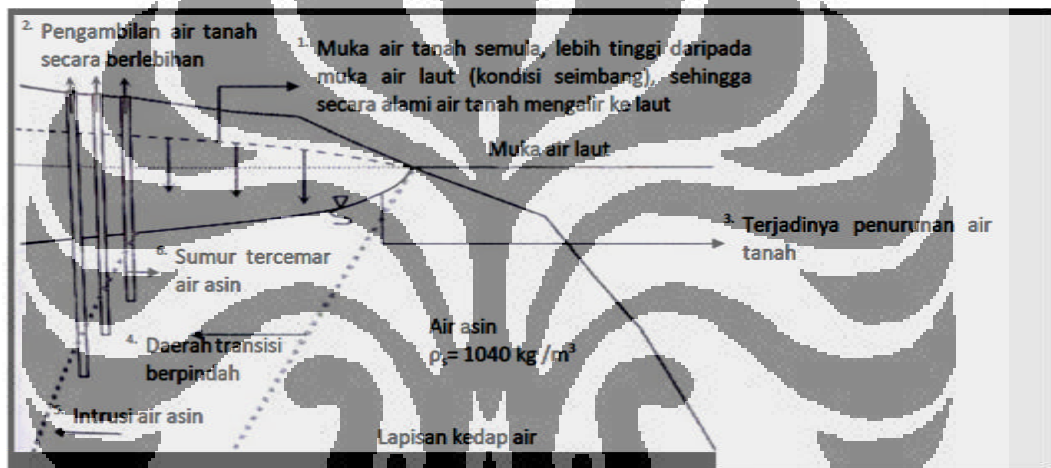 2. Pengambilan air tanah
secara berlebihan
1. Muka air tanah semula, lebih tinggi daripada
muka air laut (kondisi seimbang), sehingga
secara alami air tanah mengalir ke laut
Muka air laut
3. Terjadinya penurunan air
tanah
6. Sumur tercemar
air asin
4. Daerah transisi
berpindah
Air asin
ρs= 1040 kg/m³
Intrusi air asin
Lapisan kedap air